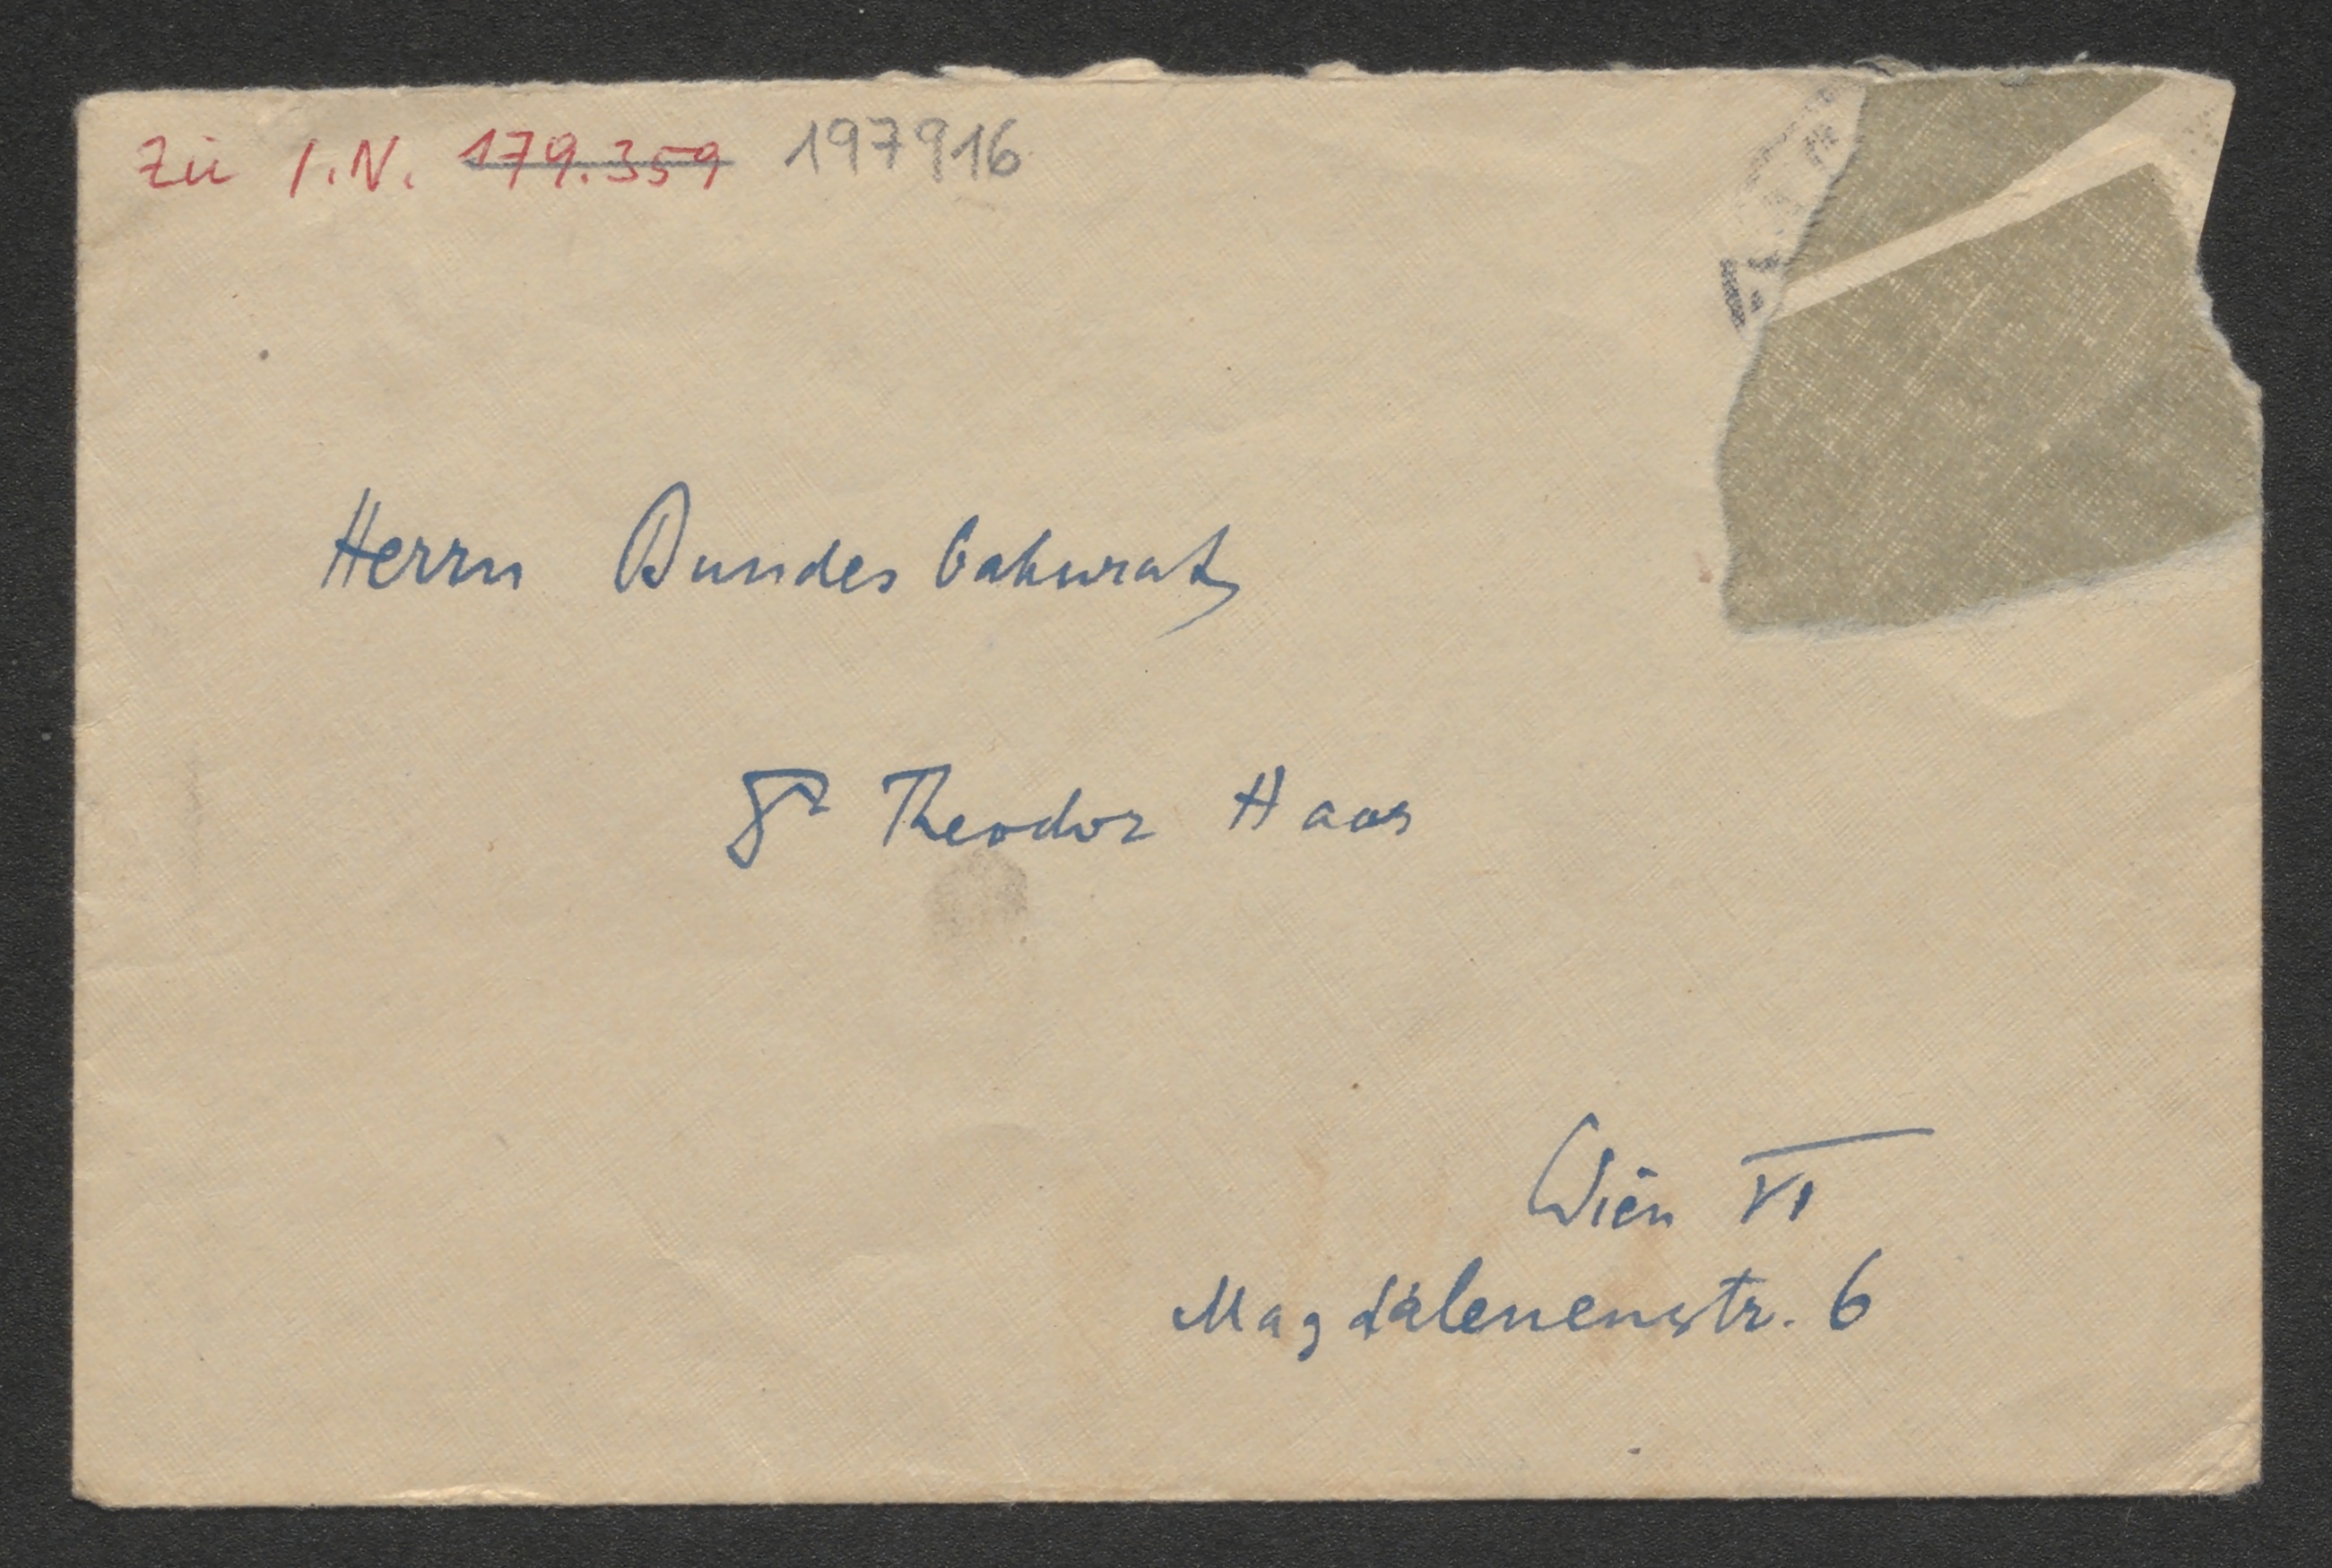 Zu I.N. 179.359 197916
Herrn Bundesbahnrat
Dr Theodor Haas
Wien VI
Magdalenenstr. 6